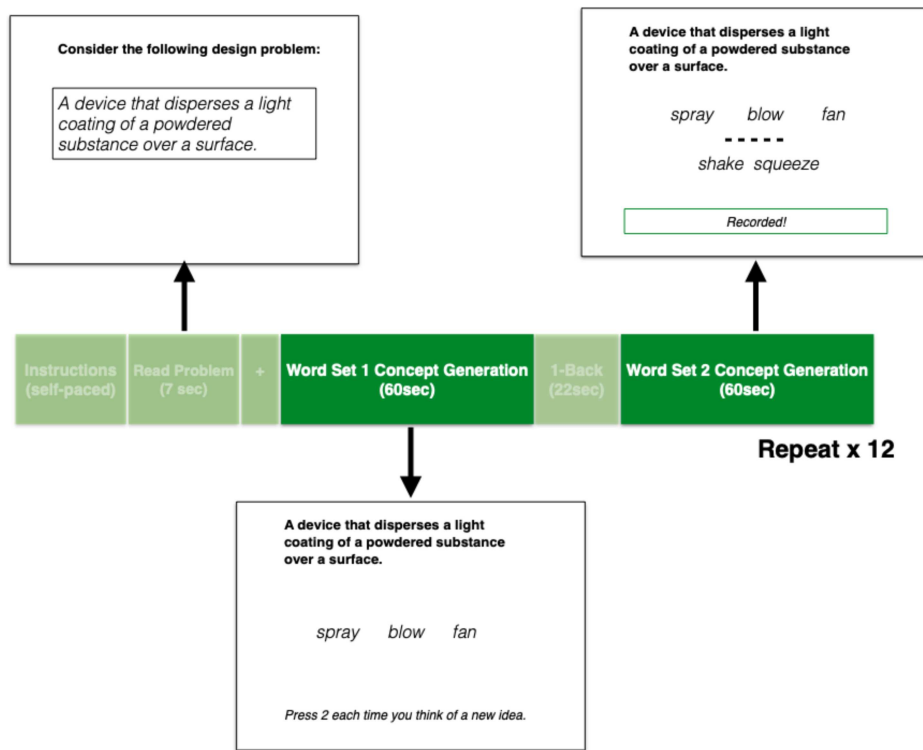 Consider the following design problem:
A device that disperses a light
coating of a powdered
substance over a surface.
A device that disperses a light
coating of a powdered substance
over a surface.
spray blow fan
shake squeeze
Recorded!
Instructions
(self-paced)
Read Problem
(7 sec)
+
Word Set 1 Concept Generation
(60sec)
1-Back
(22sec)
Word Set 2 Concept Generation
(60sec)
Repeat x 12
A device that disperses a light
coating of a powdered substance
over a surface.
spray blow fan
Press 2 each time you think of a new idea.